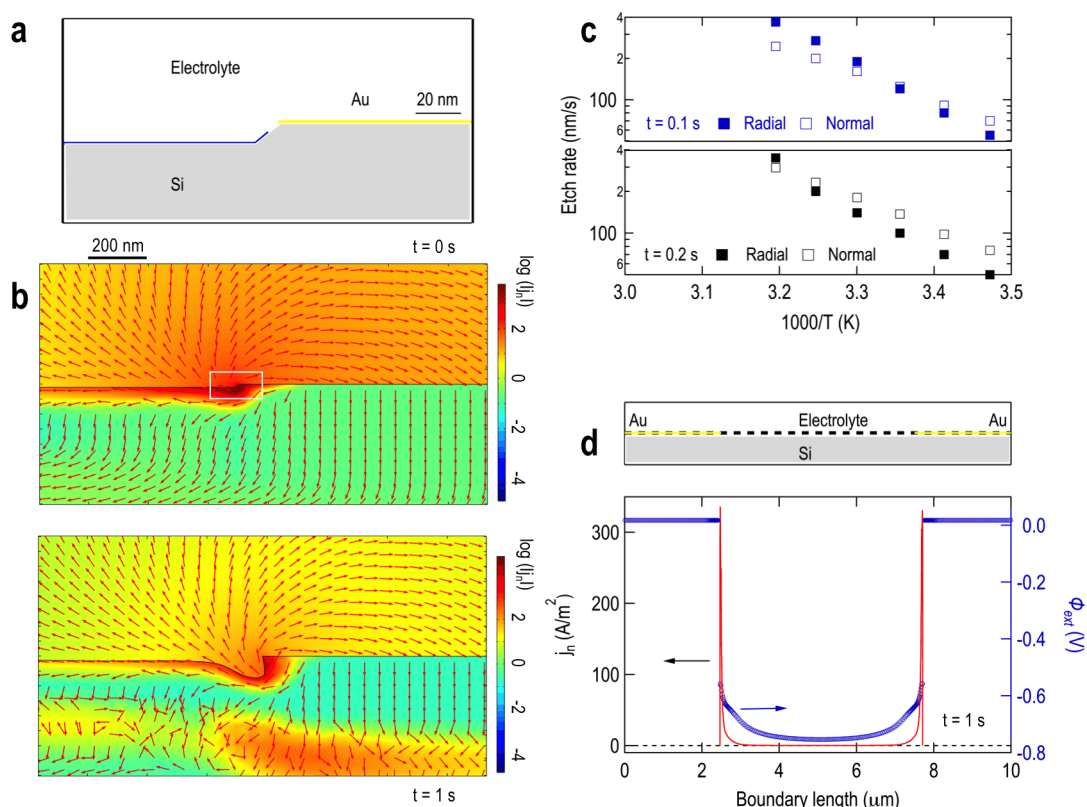 a
Electrolyte
Au
20 nm
Si
200 nm
t = 0 s
b
log (|jₙ|)
2
0
-2
-4
log (|jₙ|)
2
0
-2
-4
t = 1 s
c
Etch rate (nm/s)
4
2
100
8
6
t = 0.1 s Radial Normal
4
2
100
8
6
t = 0.2 s Radial Normal
3.0 3.1 3.2 3.3 3.4 3.5
1000/T (K)
d
Au Electrolyte Au
Si
jₙ (A/m²)
300
200
100
0
0.0
-0.2
-0.4
-0.6
-0.8
Φₑₓₜ (V)
t = 1 s
0 2 4 6 8 10
Boundary length (μm)